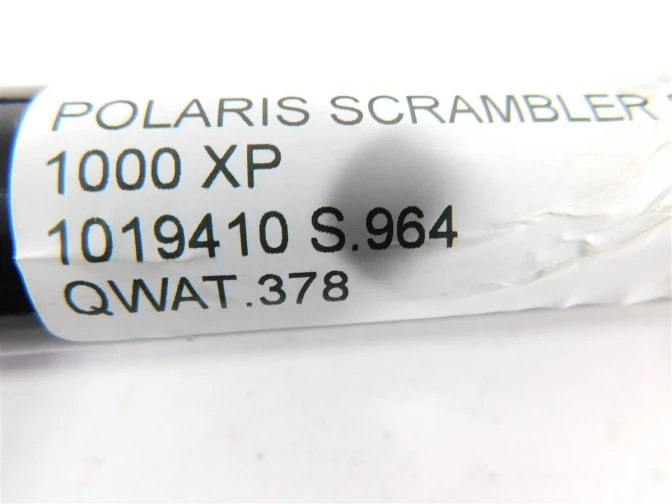 POLARIS SCRAMBLER
1000 XP
1019410 S.964
QWAT.378